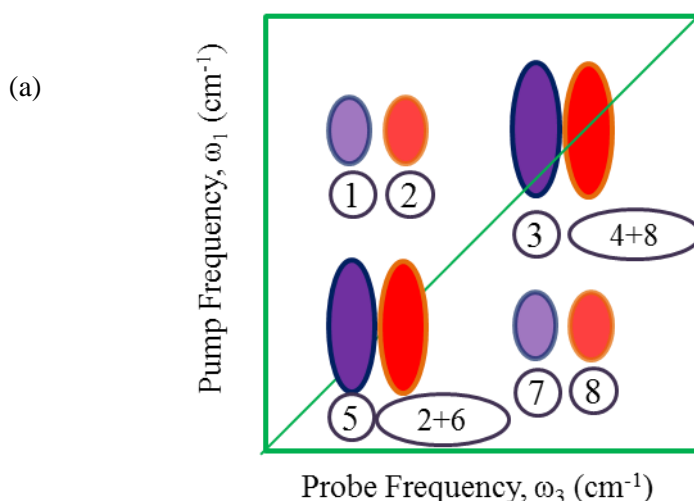 (a)
Pump Frequency, ω₁ (cm⁻¹)
1 2
3 4+8
5 2+6
7 8
Probe Frequency, ω₃ (cm⁻¹)